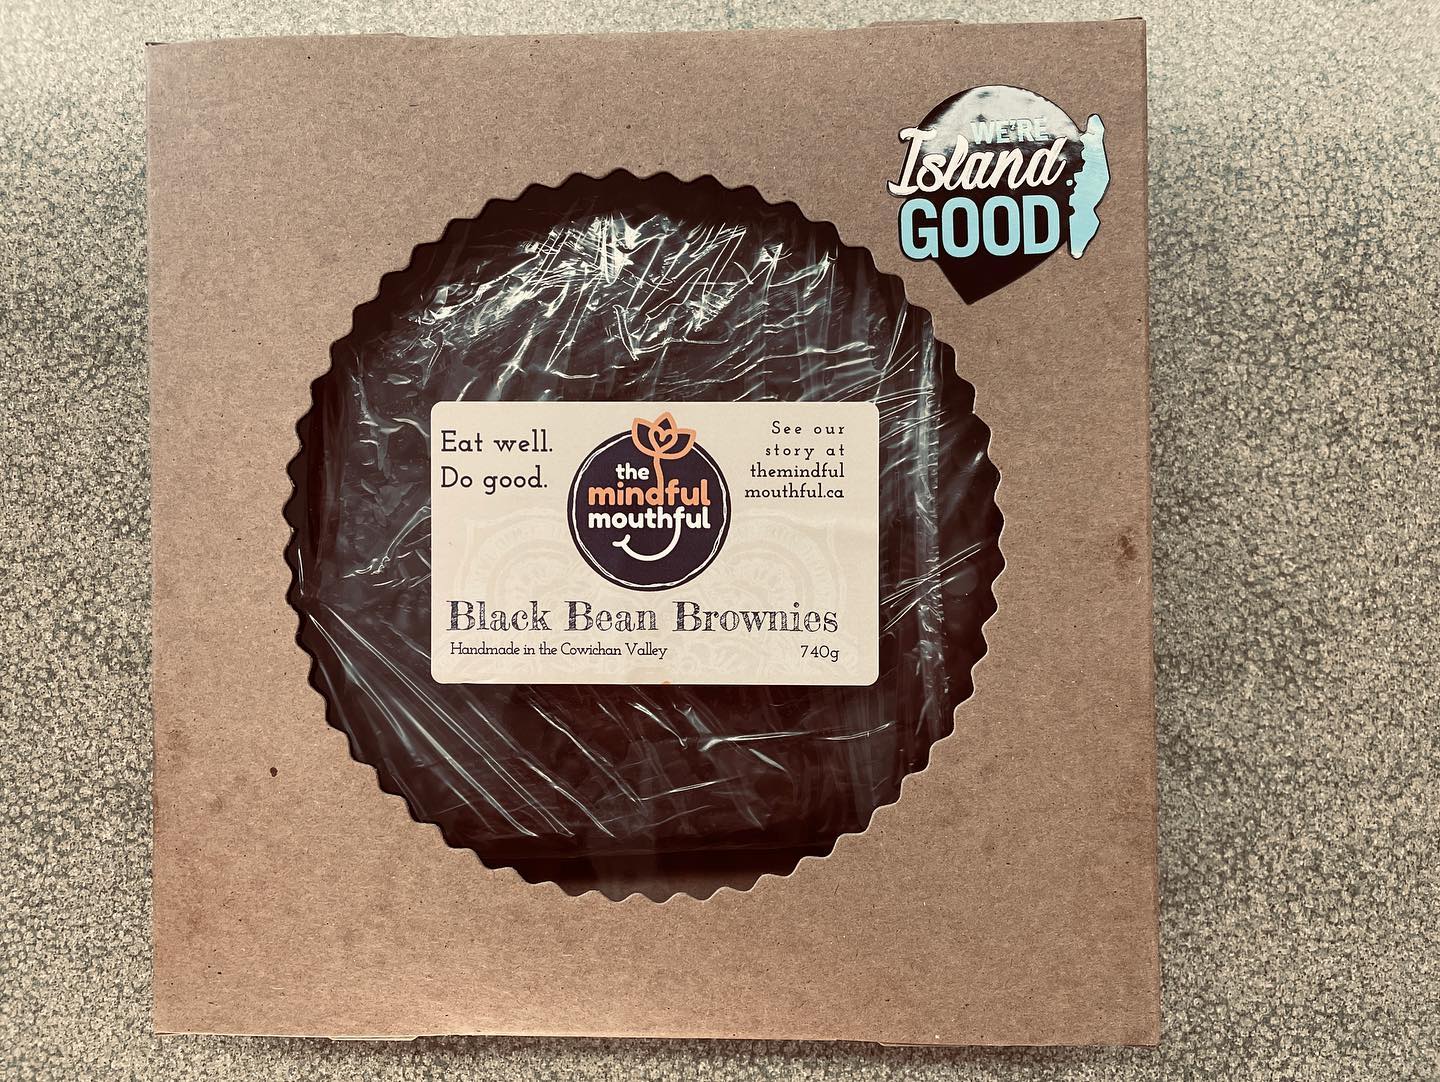 WE'RE
Island
GOOD
Eat well.
Do good.
the
mindful
mouthful
See our
story at
themindful
mouthful.ca
Black Bean Brownies
Handmade in the Cowichan Valley
740g